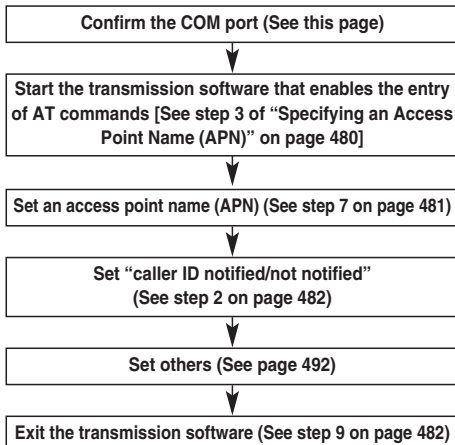 Confirm the COM port (See this page)
Start the transmission software that enables the entry
of AT commands [See step 3 of “Specifying an Access
Point Name (APN)” on page 480]
Set an access point name (APN) (See step 7 on page 481)
Set “caller ID notified/not notified”
(See step 2 on page 482)
Set others (See page 492)
Exit the transmission software (See step 9 on page 482)